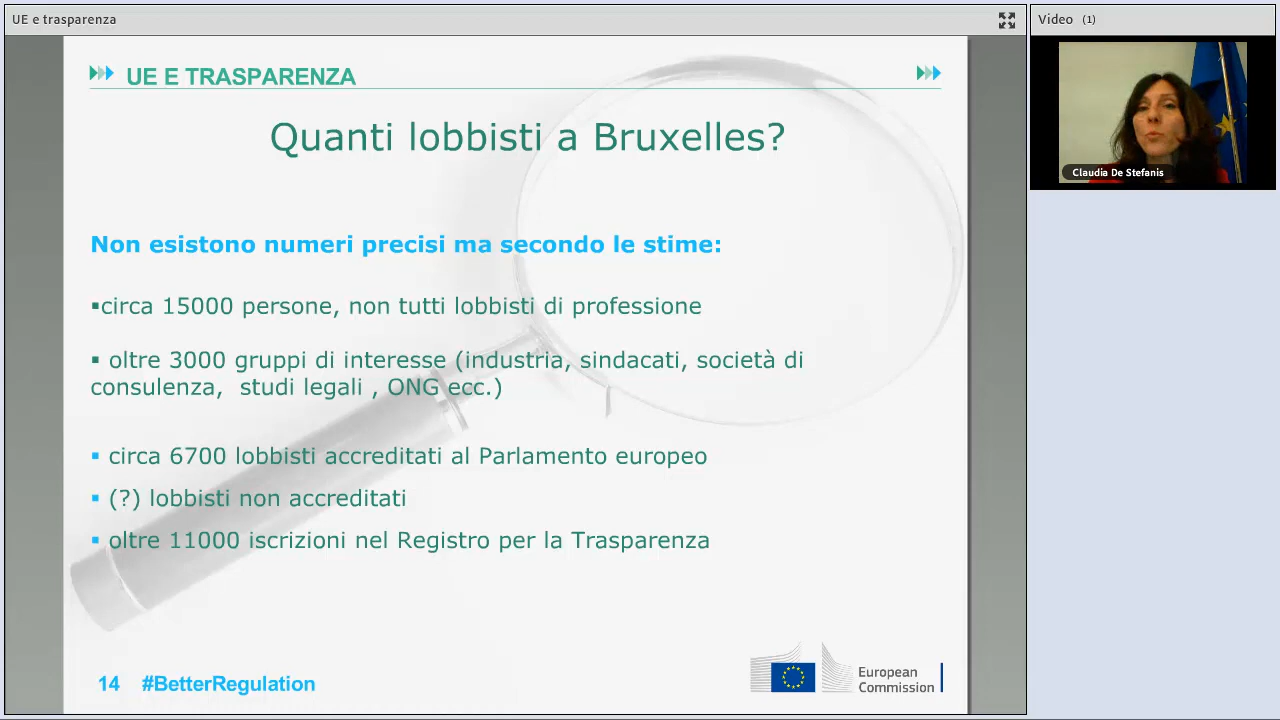 UE e trasparenza
Video (1)
UE E TRASPARENZA
Quanti lobbisti a Bruxelles?
Non esistono numeri precisi ma secondo le stime:
▪circa 15000 persone, non tutti lobbisti di professione
▪ oltre 3000 gruppi di interesse (industria, sindacati, società di
consulenza, studi legali , ONG ecc.)
▪ circa 6700 lobbisti accreditati al Parlamento europeo
▪ (?) lobbisti non accreditati
▪ oltre 11000 iscrizioni nel Registro per la Trasparenza
14 #BetterRegulation
European
Commission
Claudia De Stefanis